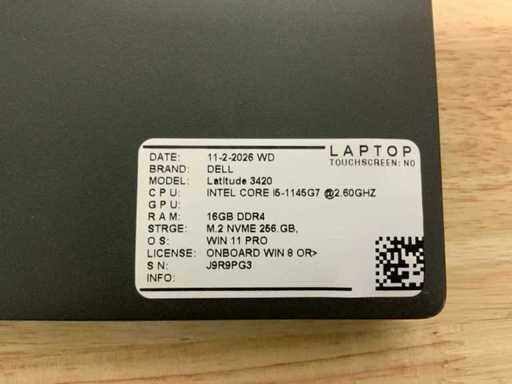 LAPTOP
TOUCHSCREEN: NO
DATE: 11-2-2026 WD
BRAND: DELL
MODEL: Latitude 3420
C P U: INTEL CORE i5-1145G7 @2.60GHZ
G P U:
R A M: 16GB DDR4
STRGE: M.2 NVME 256.GB,
O S: WIN 11 PRO
LICENSE: ONBOARD WIN 8 OR>
S N: J9R9PG3
INFO: